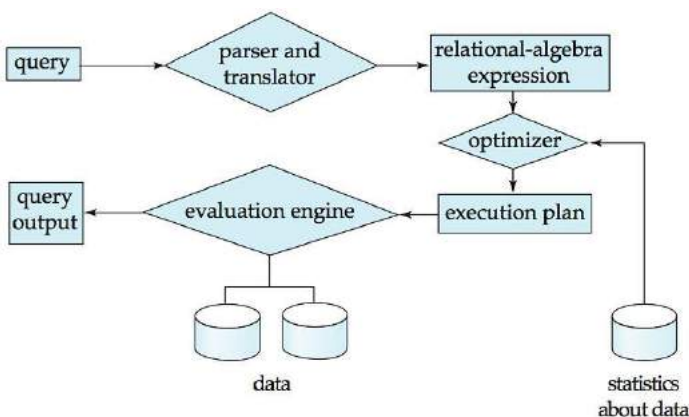 query
parser and
translator
relational-algebra
expression
optimizer
query
output
evaluation engine
execution plan
data
statistics
about data